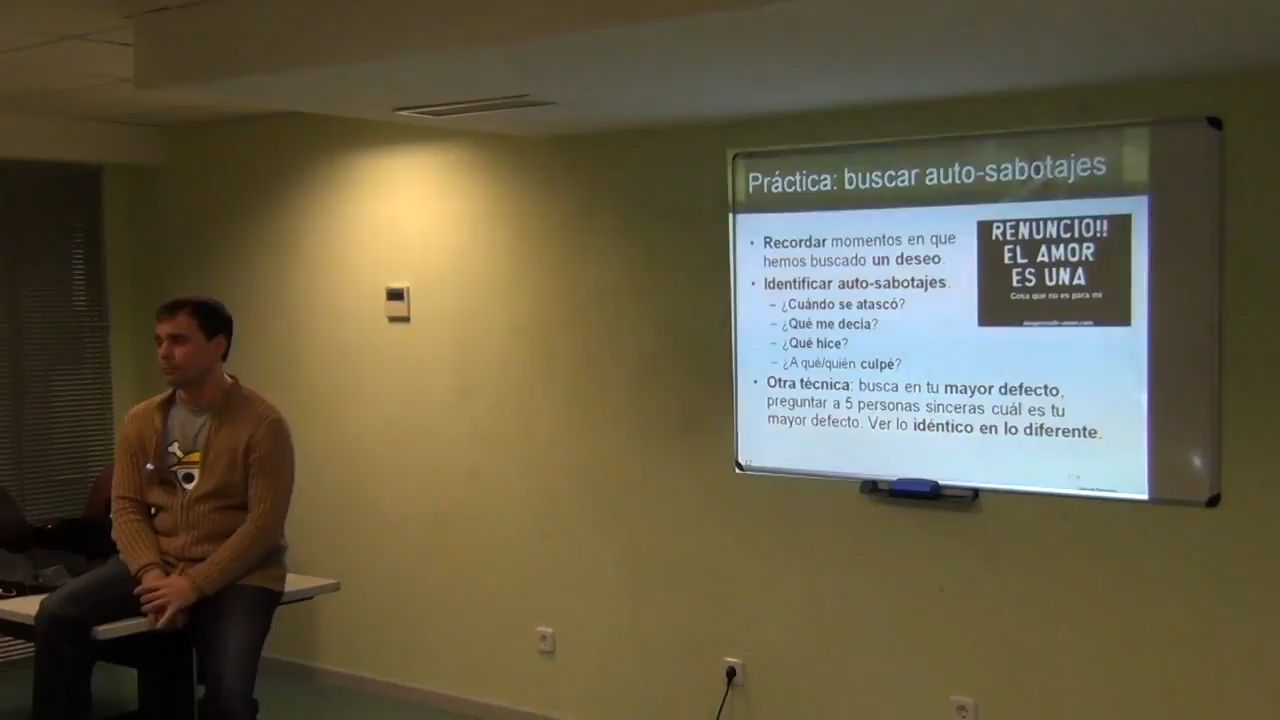 Práctica: buscar auto-sabotajes
• Recordar momentos en que
hemos buscado un deseo.
• Identificar auto-sabotajes.
– ¿Cuándo se atascó?
– ¿Qué me decía?
– ¿Qué hice?
– ¿A qué/quién culpé?
• Otra técnica: busca en tu mayor defecto,
preguntar a 5 personas sinceras cuál es tu
mayor defecto. Ver lo idéntico en lo diferente.
RENUNCIO!!
EL AMOR
ES UNA
Cosa que no es para mi